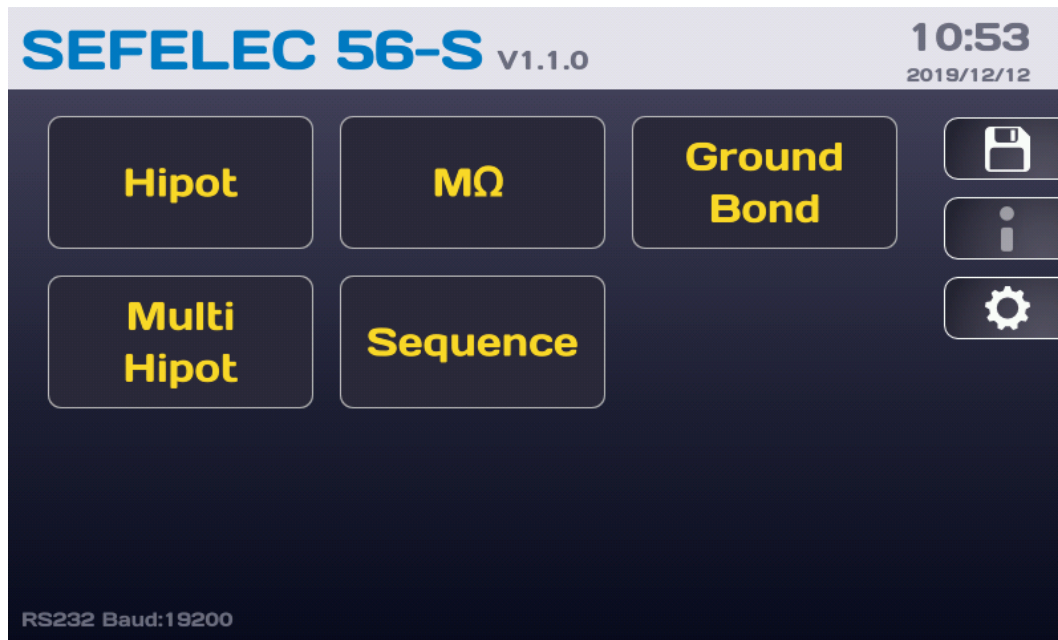 SEFELEC 56-S V1.1.0
10:53
2019/12/12
Hipot
MΩ
Ground
Bond
Multi
Hipot
Sequence
RS232 Baud:19200